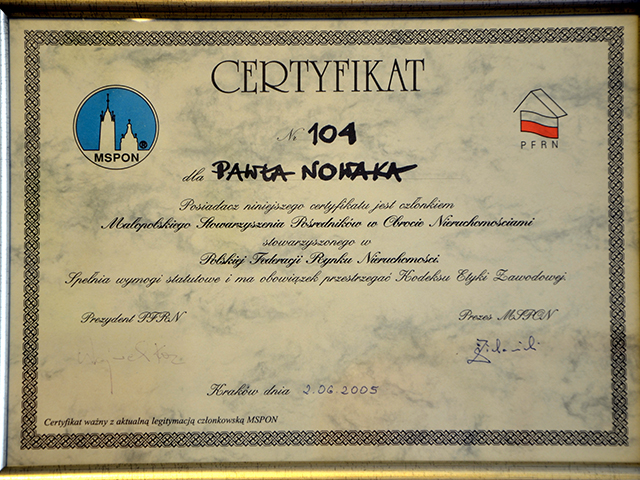 CERTYFIKAT
MSPON®
PFRN
Nr 104
dla PAWŁA NOWAKA
Posiadacz niniejszego certyfikatu jest członkiem
Małopolskiego Stowarzyszenia Pośredników w Obrocie Nieruchomościami
stowarzyszonego w
Polskiej Federacji Rynku Nieruchomości.
Spełnia wymogi statutowe i ma obowiązek przestrzegać Kodeksu Etyki Zawodowej.
Prezydent PFRN
Prezes MSPON
Kraków dnia 2.06.2005
Certyfikat ważny z aktualną legitymacją członkowską MSPON